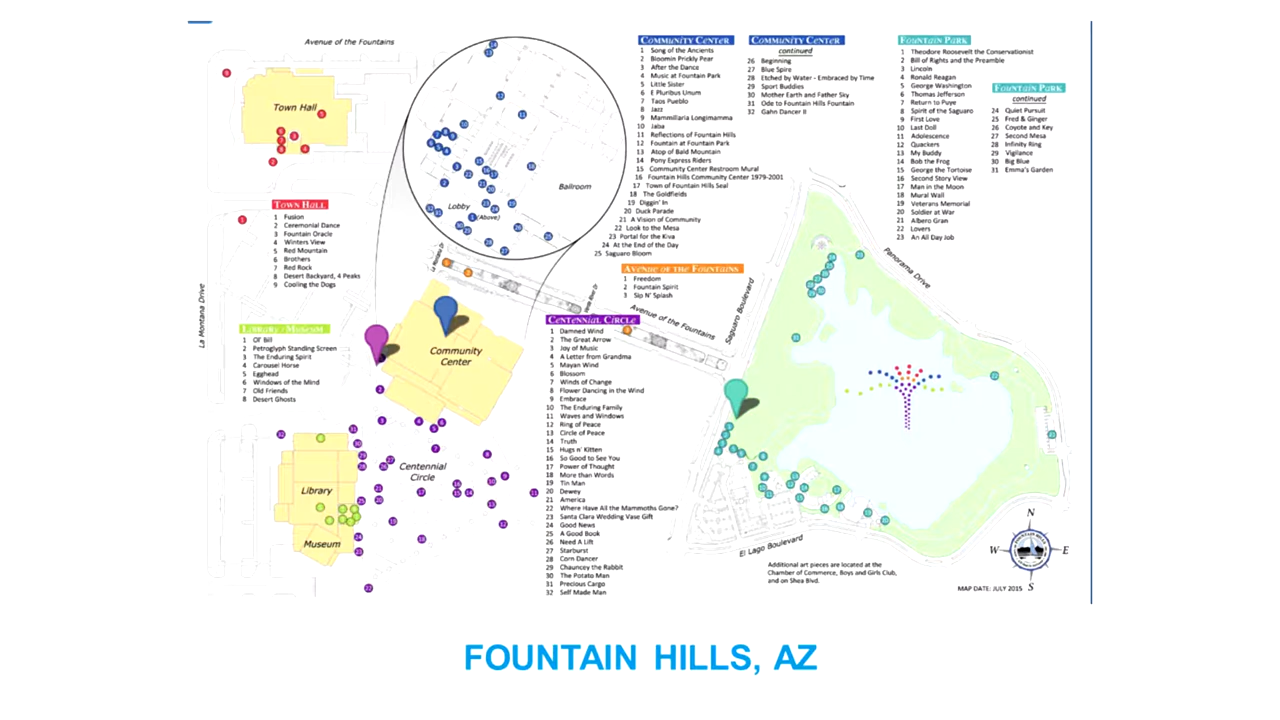 Avenue of the Fountains
Town Hall
TOWN HALL
1 Fusion
2 Ceremonial Dance
3 Fountain Oracle
4 Winters View
5 Red Mountain
6 Brothers
7 Red Rock
8 Desert Backyard, 4 Peaks
9 Cooling the Dogs
La Montana Drive
LIBRARY / MUSEUM
1 Ol' Bill
2 Petroglyph Standing Screen
3 The Enduring Spirit
4 Carousel Horse
5 Egghead
6 Windows of the Mind
7 Old Friends
8 Desert Ghosts
Library
Museum
Ballroom
Lobby
(Above)
La Montana Dr
Community
Center
Centennial
Circle
COMMUNITY CENTER
1 Song of the Ancients
2 Bloomin Prickly Pear
3 After the Dance
4 Music at Fountain Park
5 Little Sister
6 E Pluribus Unum
7 Taos Pueblo
8 Jazz
9 Mammillaria Longimamma
10 Jaba
11 Reflections of Fountain Hills
12 Fountain at Fountain Park
13 Atop of Bald Mountain
14 Pony Express Riders
15 Community Center Restroom Mural
16 Fountain Hills Community Center 1979-2001
17 Town of Fountain Hills Seal
18 The Goldfields
19 Diggin' In
20 Duck Parade
21 A Vision of Community
22 Look to the Mesa
23 Portal for the Kiva
24 At the End of the Day
25 Saguaro Bloom
COMMUNITY CENTER
continued
26 Beginning
27 Blue Spire
28 Etched by Water - Embraced by Time
29 Sport Buddies
30 Mother Earth and Father Sky
31 Ode to Fountain Hills Fountain
32 Gahn Dancer II
AVENUE OF THE FOUNTAINS
1 Freedom
2 Fountain Spirit
3 Sip N' Splash
Avenue of the Fountains
Saguaro Boulevard
CENTENNIAL CIRCLE
1 Damned Wind
2 The Great Arrow
3 Joy of Music
4 A Letter from Grandma
5 Mayan Wind
6 Blossom
7 Winds of Change
8 Flower Dancing in the Wind
9 Embrace
10 The Enduring Family
11 Waves and Windows
12 Ring of Peace
13 Circle of Peace
14 Truth
15 Hugs n' Kitten
16 So Good to See You
17 Power of Thought
18 More than Words
19 Tin Man
20 Dewey
21 America
22 Where Have All the Mammoths Gone?
23 Santa Clara Wedding Vase Gift
24 Good News
25 A Good Book
26 Need A Lift
27 Starburst
28 Corn Dancer
29 Chauncey the Rabbit
30 The Potato Man
31 Precious Cargo
32 Self Made Man
FOUNTAIN PARK
1 Theodore Roosevelt the Conservationist
2 Bill of Rights and the Preamble
3 Lincoln
4 Ronald Reagan
5 George Washington
6 Thomas Jefferson
7 Return to Puye
8 Spirit of the Saguaro
9 First Love
10 Last Doll
11 Adolescence
12 Quackers
13 My Buddy
14 Bob the Frog
15 George the Tortoise
16 Second Story View
17 Man in the Moon
18 Mural Wall
19 Veterans Memorial
20 Soldier at War
21 Albero Gran
22 Lovers
23 An All Day Job
FOUNTAIN PARK
continued
24 Quiet Pursuit
25 Fred & Ginger
26 Coyote and Key
27 Second Mesa
28 Infinity Ring
29 Vigilance
30 Big Blue
31 Emma's Garden
Panorama Drive
El Lago Boulevard
Additional art pieces are located at the
Chamber of Commerce, Boys and Girls Club,
and on Shea Blvd.
N
W
E
S
MAP DATE: JULY 2015
FOUNTAIN HILLS, AZ